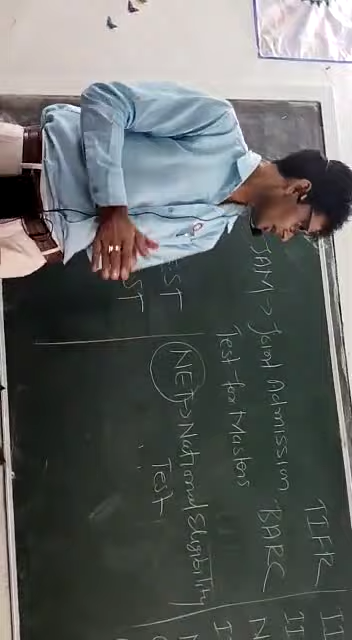 TIFR
JAM → Joint Admission BARC
Test for Masters
EST NET → National Eligibility
ST Test